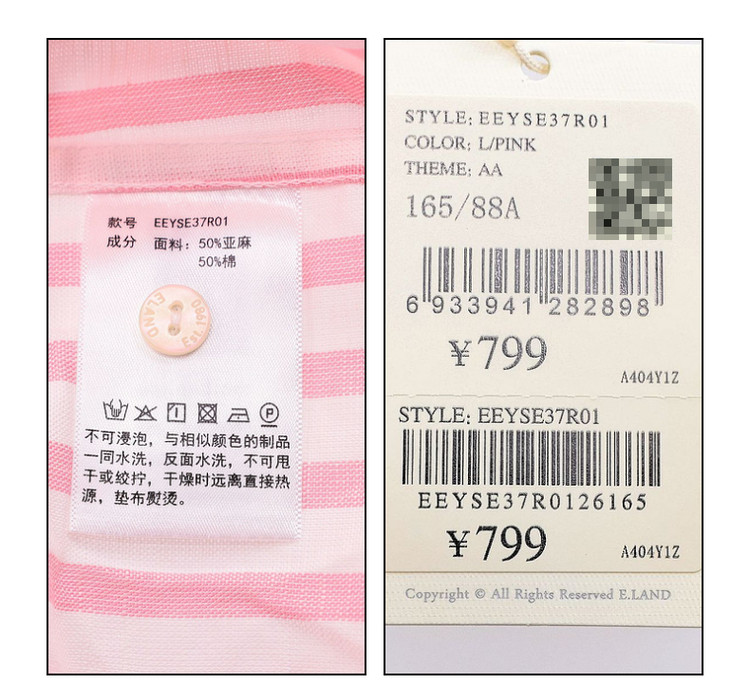 款号 EEYSE37R01
成分 面料：50%亚麻
50%棉
ELAND
Est. 1980
P
不可浸泡，与相似颜色的制品
一同水洗，反面水洗，不可甩
干或绞拧，干燥时远离直接热
源，垫布熨烫。
STYLE: EEYSE37R01
COLOR: L/PINK
THEME: AA
165/88A
6 933941 282898
¥799
A404Y1Z
STYLE: EEYSE37R01
EEYSE37R0126165
¥799
A404Y1Z
Copyright © All Rights Reserved E.LAND